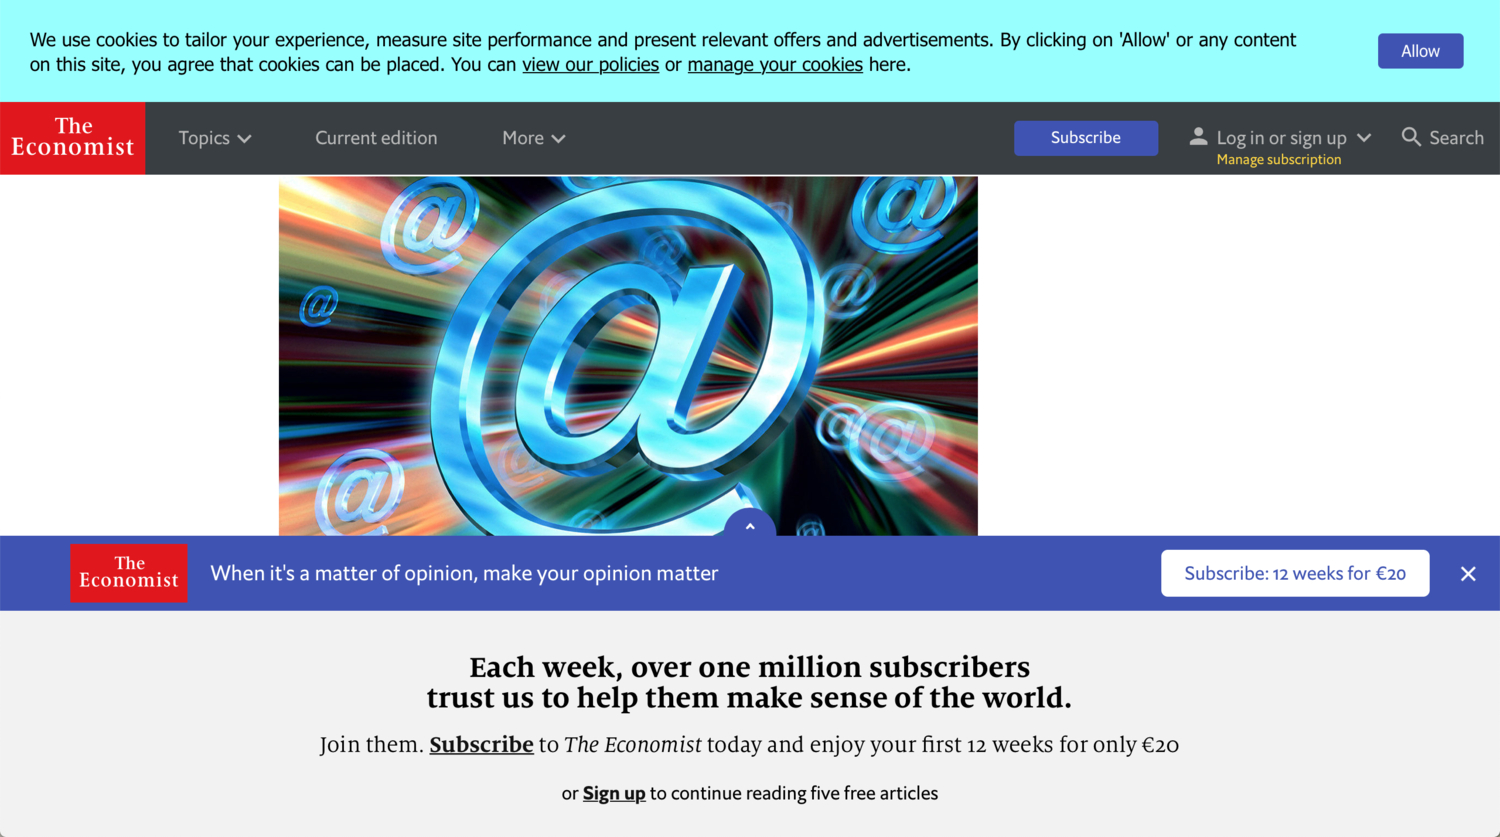 We use cookies to tailor your experience, measure site performance and present relevant offers and advertisements. By clicking on 'Allow' or any content
on this site, you agree that cookies can be placed. You can view our policies or manage your cookies here.
Allow
The
Economist
Topics
Current edition
More
Subscribe
Log in or sign up
Manage subscription
Search
@
@
@
@
@
@
@
@
The
Economist
When it's a matter of opinion, make your opinion matter
Subscribe: 12 weeks for €20
Each week, over one million subscribers
trust us to help them make sense of the world.
Join them. Subscribe to The Economist today and enjoy your first 12 weeks for only €20
or Sign up to continue reading five free articles